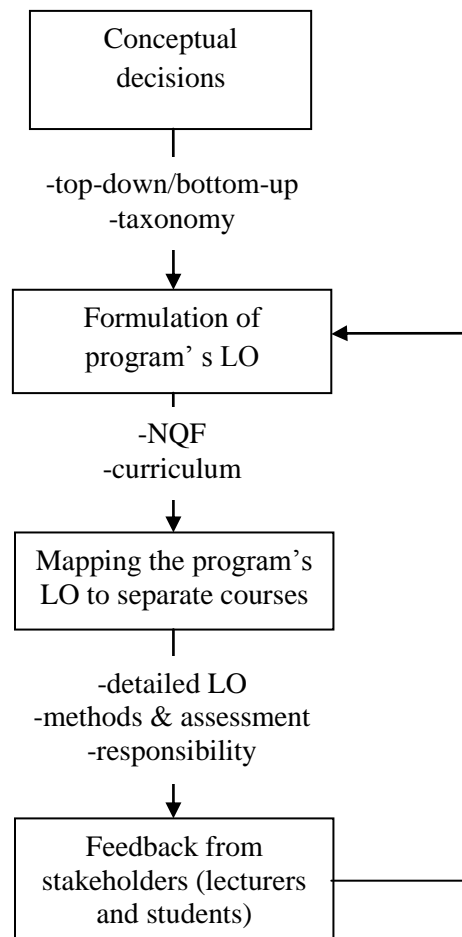 Conceptual
decisions
-top-down/bottom-up
-taxonomy
Formulation of
program’ s LO
-NQF
-curriculum
Mapping the program’s
LO to separate courses
-detailed LO
-methods & assessment
-responsibility
Feedback from
stakeholders (lecturers
and students)